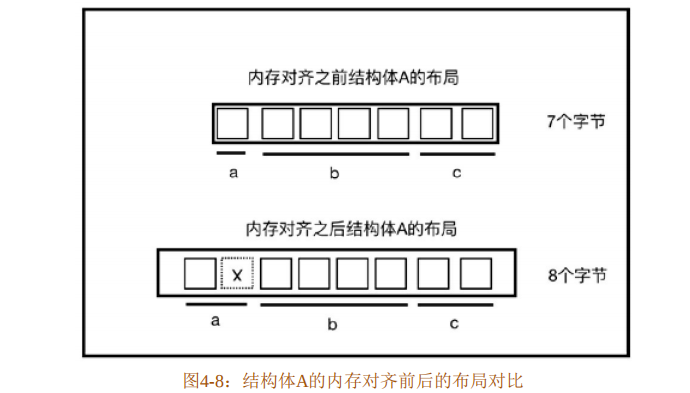 内存对齐之前结构体A的布局
7个字节
a b c
内存对齐之后结构体A的布局
x
8个字节
a b c
图4-8：结构体A的内存对齐前后的布局对比